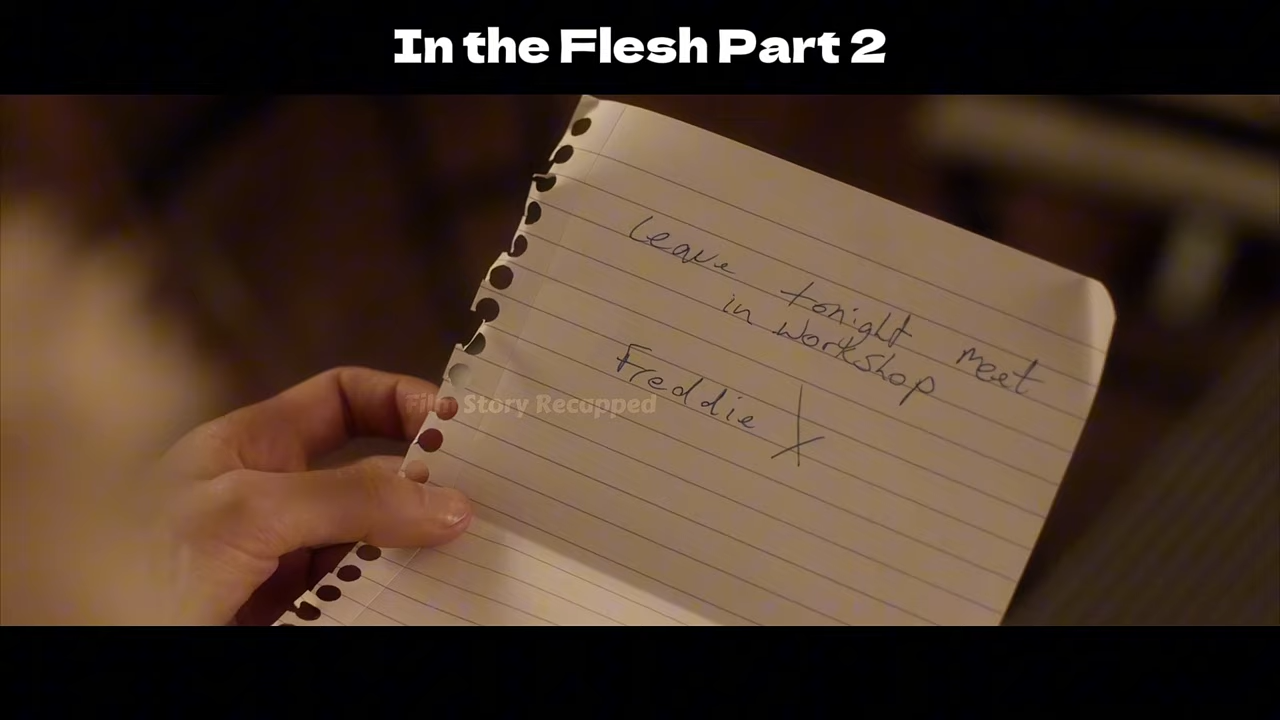 In the Flesh Part 2
Leave tonight meet
in workshop
Freddie X
Film Story Recapped